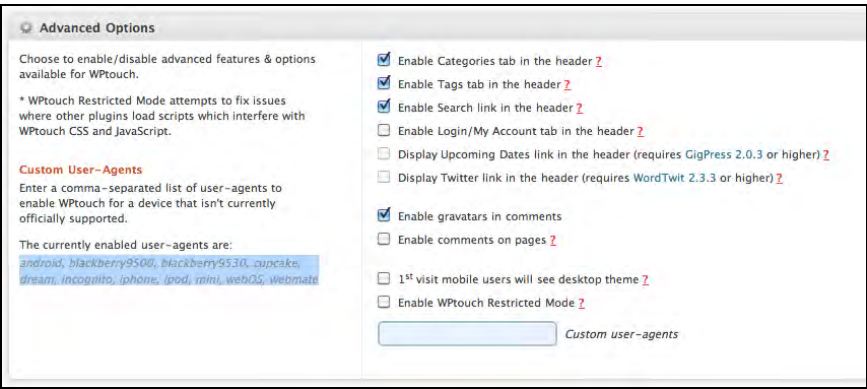 Advanced Options
Choose to enable/disable advanced features & options
available for WPtouch.
* WPtouch Restricted Mode attempts to fix issues
where other plugins load scripts which interfere with
WPtouch CSS and JavaScript.
Custom User-Agents
Enter a comma-separated list of user-agents to
enable WPtouch for a device that isn't currently
officially supported.
The currently enabled user-agents are:
android, blackberry9500, blackberry9530, cupcake,
dream, incognito, iphone, ipod, mini, webOS, webmate
Enable Categories tab in the header ?
Enable Tags tab in the header ?
Enable Search link in the header ?
Enable Login/My Account tab in the header ?
Display Upcoming Dates link in the header (requires GigPress 2.0.3 or higher) ?
Display Twitter link in the header (requires WordTwit 2.3.3 or higher) ?
Enable gravatars in comments
Enable comments on pages ?
1st visit mobile users will see desktop theme ?
Enable WPtouch Restricted Mode ?
Custom user-agents